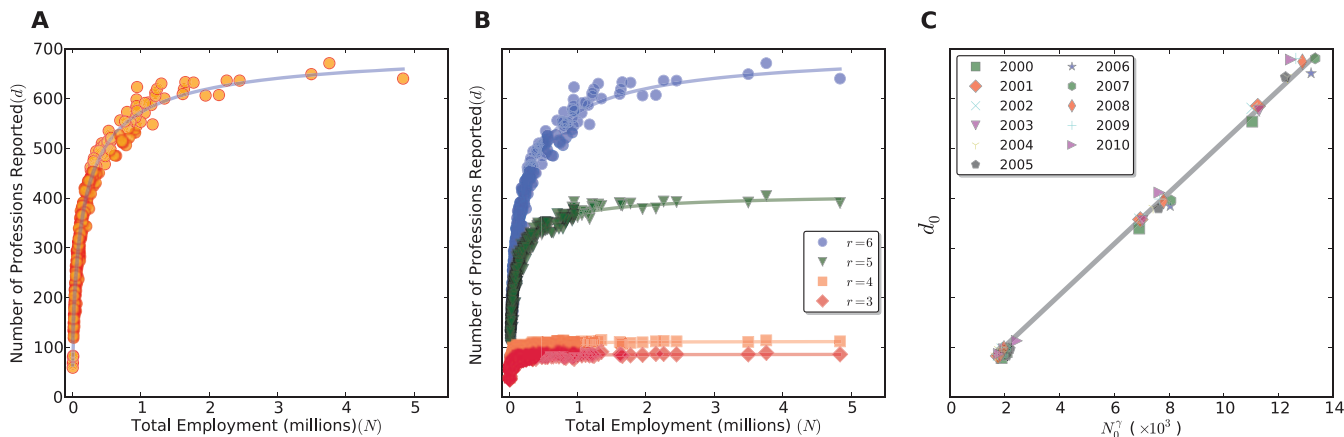 A
Number of Professions Reported(d)
700
600
500
400
300
200
100
0
0 1 2 3 4 5
Total Employment (millions)(N)
B
Number of Professions Reported(d)
r=6
r=5
r=4
r=3
0 1 2 3 4 5
Total Employment (millions) (N)
C
d₀
2000
2001
2002
2003
2004
2005
2006
2007
2008
2009
2010
0 2 4 6 8 10 12 14
N₀^γ (×10³)